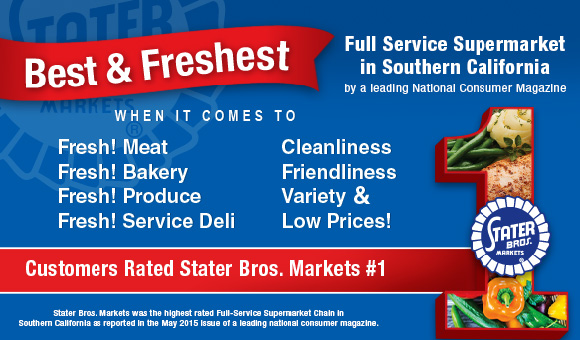 Best & Freshest
Full Service Supermarket
in Southern California
by a leading National Consumer Magazine
MARKETS
®
WHEN IT COMES TO
Fresh! Meat
Fresh! Bakery
Fresh! Produce
Fresh! Service Deli
Cleanliness
Friendliness
Variety &
Low Prices!
STATER
BROS.
MARKETS
®
Customers Rated Stater Bros. Markets #1
Stater Bros. Markets was the highest rated Full-Service Supermarket Chain in
Southern California as reported in the May 2015 issue of a leading national consumer magazine.
1